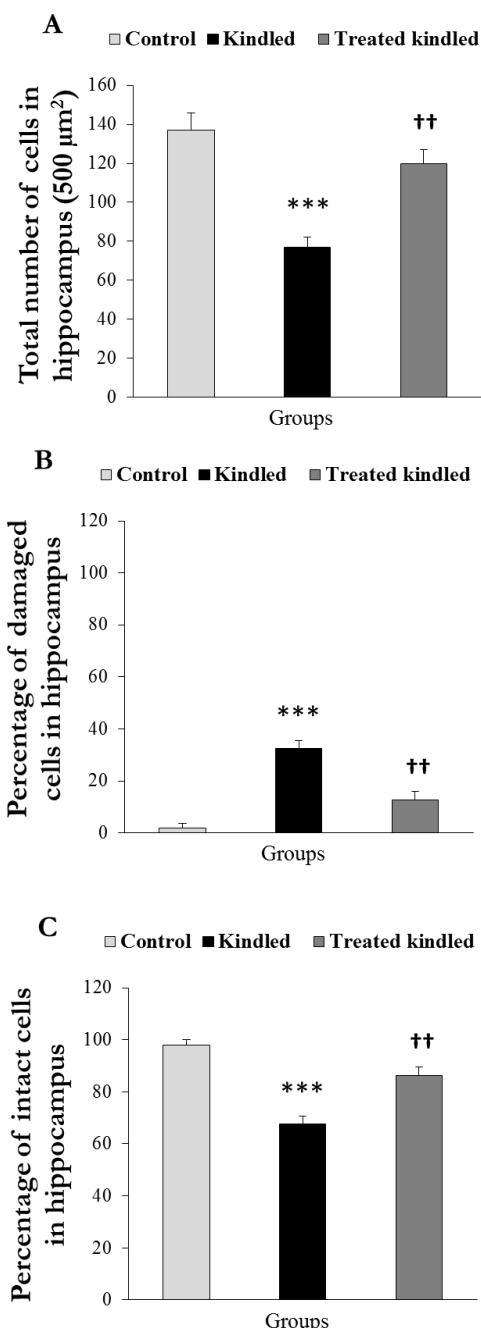 A
Control Kindled Treated kindled
Total number of cells in
hippocampus (500 µm²)
160
140
120
100
80
60
40
20
0
***
††
Groups
B
Control Kindled Treated kindled
Percentage of damaged
cells in hippocampus
120
100
80
60
40
20
0
***
††
Groups
C
Control Kindled Treated kindled
Percentage of intact cells
in hippocampus
120
100
80
60
40
20
0
***
††
Groups